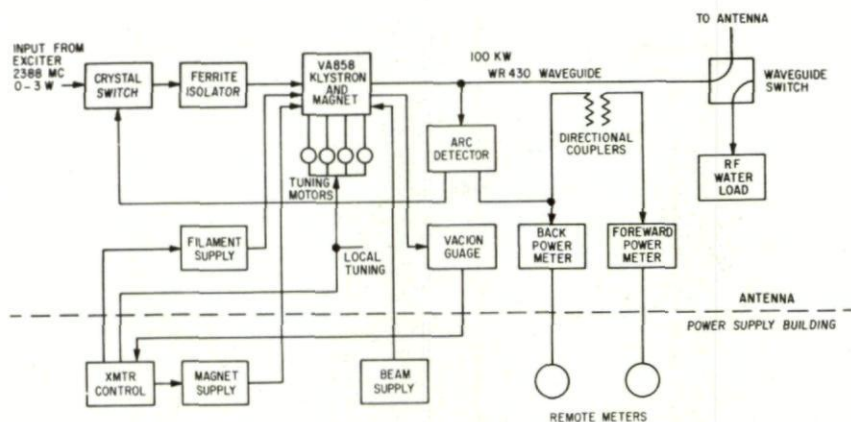 TO ANTENNA
INPUT FROM
EXCITER
2388 MC
0-3 W
CRYSTAL
SWITCH
FERRITE
ISOLATOR
VA858
KLYSTRON
AND
MAGNET
100 KW
WR 430 WAVEGUIDE
WAVEGUIDE
SWITCH
ARC
DETECTOR
DIRECTIONAL
COUPLERS
RF
WATER
LOAD
TUNING
MOTORS
FILAMENT
SUPPLY
LOCAL
TUNING
VACION
GUAGE
BACK
POWER
METER
FOREWARD
POWER
METER
ANTENNA
POWER SUPPLY BUILDING
XMTR
CONTROL
MAGNET
SUPPLY
BEAM
SUPPLY
REMOTE METERS